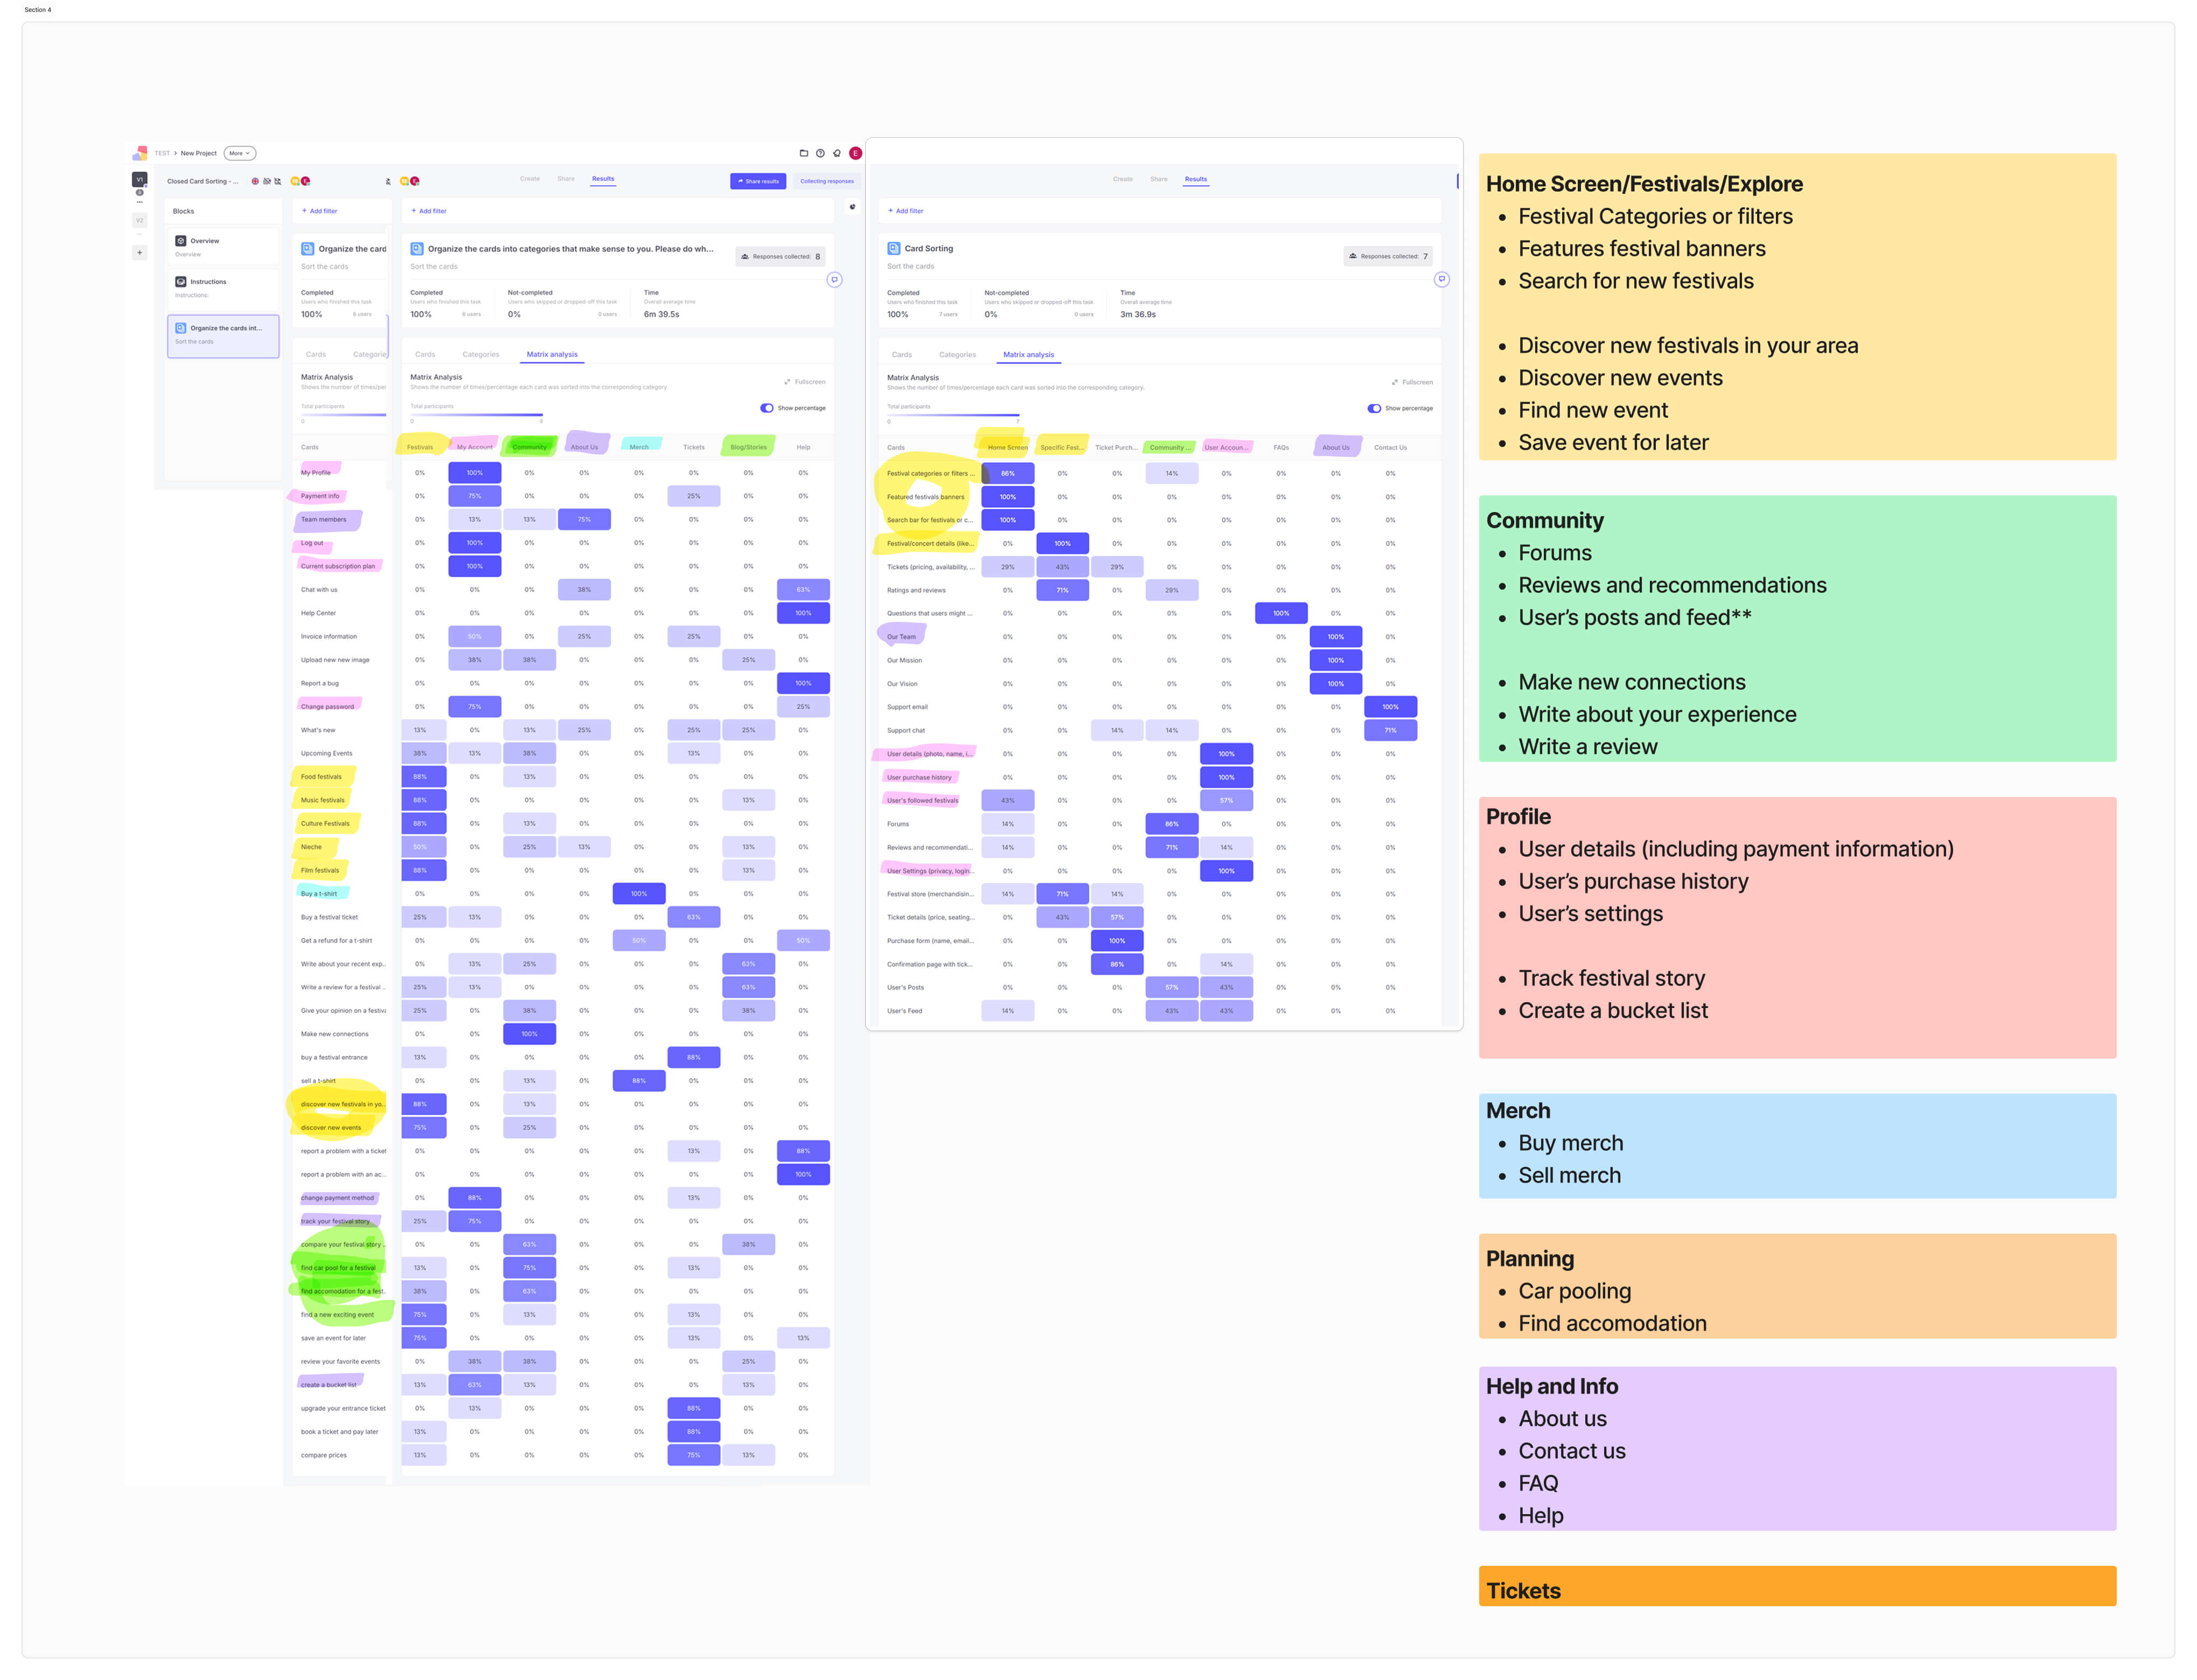 Section 4
TEST > New Project More
E
V1
V2
+
Closed Card Sorting - ...
Create Share Results
Share results
Collecting responses
Blocks
Overview
Overview
Instructions
Instructions:
Organize the cards int...
Sort the cards
+ Add filter
Organize the card
Sort the cards
Completed
Users who finished this task
100% 8 users
Cards Categorie
Matrix Analysis
Shows the number of times/per
Total participants
0
+ Add filter
Organize the cards into categories that make sense to you. Please do wh...
Responses collected: 8
Sort the cards
Completed Not-completed Time
Users who finished this task Users who skipped or dropped-off this task Overall average time
100% 8 users 0% 0 users 6m 39.5s
Cards Categories Matrix analysis
Matrix Analysis
Shows the number of times/percentage each card was sorted into the corresponding category.
Fullscreen
Total participants
Show percentage
0 8
Cards Festivals My Account Community About Us Merch Tickets Blog/Stories Help
My Profile 0% 100% 0% 0% 0% 0% 0% 0%
Payment info 0% 75% 0% 0% 0% 25% 0% 0%
Team members 0% 13% 13% 75% 0% 0% 0% 0%
Log out 0% 100% 0% 0% 0% 0% 0% 0%
Current subscription plan 0% 100% 0% 0% 0% 0% 0% 0%
Chat with us 0% 0% 0% 38% 0% 0% 0% 63%
Help Center 0% 0% 0% 0% 0% 0% 0% 100%
Invoice information 0% 50% 0% 25% 0% 25% 0% 0%
Upload new new image 0% 38% 38% 0% 0% 0% 25% 0%
Report a bug 0% 0% 0% 0% 0% 0% 0% 100%
Change password 0% 75% 0% 0% 0% 0% 0% 25%
What's new 13% 0% 13% 25% 0% 25% 25% 0%
Upcoming Events 38% 13% 38% 0% 0% 13% 0% 0%
Food festivals 88% 0% 13% 0% 0% 0% 0% 0%
Music festivals 88% 0% 0% 0% 0% 0% 13% 0%
Culture Festivals 88% 0% 13% 0% 0% 0% 0% 0%
Nieche 50% 0% 25% 13% 0% 0% 13% 0%
Film festivals 88% 0% 0% 0% 0% 0% 13% 0%
Buy a t-shirt 0% 0% 0% 0% 100% 0% 0% 0%
Buy a festival ticket 25% 13% 0% 0% 0% 63% 0% 0%
Get a refund for a t-shirt 0% 0% 0% 0% 50% 0% 0% 50%
Write about your recent exp... 0% 13% 25% 0% 0% 0% 63% 0%
Write a review for a festival ... 25% 13% 0% 0% 0% 0% 63% 0%
Give your opinion on a festiva 25% 0% 38% 0% 0% 0% 38% 0%
Make new connections 0% 0% 100% 0% 0% 0% 0% 0%
buy a festival entrance 13% 0% 0% 0% 0% 88% 0% 0%
sell a t-shirt 0% 0% 13% 0% 88% 0% 0% 0%
discover new festivals in yo... 88% 0% 13% 0% 0% 0% 0% 0%
discover new events 75% 0% 25% 0% 0% 0% 0% 0%
report a problem with a ticket 0% 0% 0% 0% 0% 13% 0% 88%
report a problem with an ac... 0% 0% 0% 0% 0% 0% 0% 100%
change payment method 0% 88% 0% 0% 0% 13% 0% 0%
track your festival story 25% 75% 0% 0% 0% 0% 0% 0%
compare your festival story ... 0% 0% 63% 0% 0% 0% 38% 0%
find car pool for a festival 13% 0% 75% 0% 0% 13% 0% 0%
find accomodation for a fest.. 38% 0% 63% 0% 0% 0% 0% 0%
find a new exciting event 75% 0% 13% 0% 0% 13% 0% 0%
save an event for later 75% 0% 0% 0% 0% 13% 0% 13%
review your favorite events 0% 38% 38% 0% 0% 0% 25% 0%
create a bucket list 13% 63% 13% 0% 0% 0% 13% 0%
upgrade your entrance ticket 0% 13% 0% 0% 0% 88% 0% 0%
book a ticket and pay later 13% 0% 0% 0% 0% 88% 0% 0%
compare prices 13% 0% 0% 0% 0% 75% 13% 0%
Create Share Results
+ Add filter
Card Sorting
Responses collected: 7
Sort the cards
Completed Not-completed Time
Users who finished this task Users who skipped or dropped-off this task Overall average time
100% 7 users 0% 0 users 3m 36.9s
Cards Categories Matrix analysis
Matrix Analysis
Shows the number of times/percentage each card was sorted into the corresponding category.
Fullscreen
Total participants
Show percentage
0 7
Cards Home Screen Specific Fest... Ticket Purch... Community ... User Accoun... FAQs About Us Contact Us
Festival categories or filters ... 86% 0% 0% 14% 0% 0% 0% 0%
Featured festivals banners 100% 0% 0% 0% 0% 0% 0% 0%
Search bar for festivals or c... 100% 0% 0% 0% 0% 0% 0% 0%
Festival/concert details (like... 0% 100% 0% 0% 0% 0% 0% 0%
Tickets (pricing, availability, ... 29% 43% 29% 0% 0% 0% 0% 0%
Ratings and reviews 0% 71% 0% 29% 0% 0% 0% 0%
Questions that users might ... 0% 0% 0% 0% 0% 100% 0% 0%
Our Team 0% 0% 0% 0% 0% 0% 100% 0%
Our Mission 0% 0% 0% 0% 0% 0% 100% 0%
Our Vision 0% 0% 0% 0% 0% 0% 100% 0%
Support email 0% 0% 0% 0% 0% 0% 0% 100%
Support chat 0% 0% 14% 14% 0% 0% 0% 71%
User details (photo, name, i... 0% 0% 0% 0% 100% 0% 0% 0%
User purchase history 0% 0% 0% 0% 100% 0% 0% 0%
User's followed festivals 43% 0% 0% 0% 57% 0% 0% 0%
Forums 14% 0% 0% 86% 0% 0% 0% 0%
Reviews and recommendati... 14% 0% 0% 71% 14% 0% 0% 0%
User Settings (privacy, login... 0% 0% 0% 0% 100% 0% 0% 0%
Festival store (merchandisin... 14% 71% 14% 0% 0% 0% 0% 0%
Ticket details (price, seating... 0% 43% 57% 0% 0% 0% 0% 0%
Purchase form (name, email... 0% 0% 100% 0% 0% 0% 0% 0%
Confirmation page with tick... 0% 0% 86% 0% 14% 0% 0% 0%
User's Posts 0% 0% 0% 57% 43% 0% 0% 0%
User's Feed 14% 0% 0% 43% 43% 0% 0% 0%
Home Screen/Festivals/Explore
• Festival Categories or filters
• Features festival banners
• Search for new festivals
• Discover new festivals in your area
• Discover new events
• Find new event
• Save event for later
Community
• Forums
• Reviews and recommendations
• User's posts and feed**
• Make new connections
• Write about your experience
• Write a review
Profile
• User details (including payment information)
• User's purchase history
• User's settings
• Track festival story
• Create a bucket list
Merch
• Buy merch
• Sell merch
Planning
• Car pooling
• Find accomodation
Help and Info
• About us
• Contact us
• FAQ
• Help
Tickets